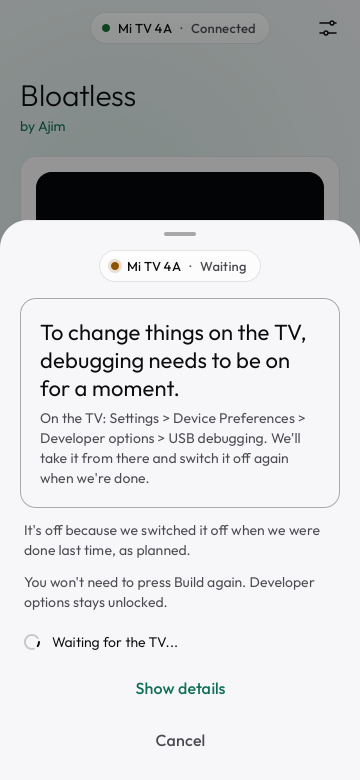 Mi TV 4A · Connected
Bloatless
by Ajim
Mi TV 4A · Waiting
To change things on the TV,
debugging needs to be on
for a moment.
On the TV: Settings > Device Preferences >
Developer options > USB debugging. We'll
take it from there and switch it off again
when we're done.
It's off because we switched it off when we were
done last time, as planned.
You won't need to press Build again. Developer
options stays unlocked.
Waiting for the TV...
Show details
Cancel